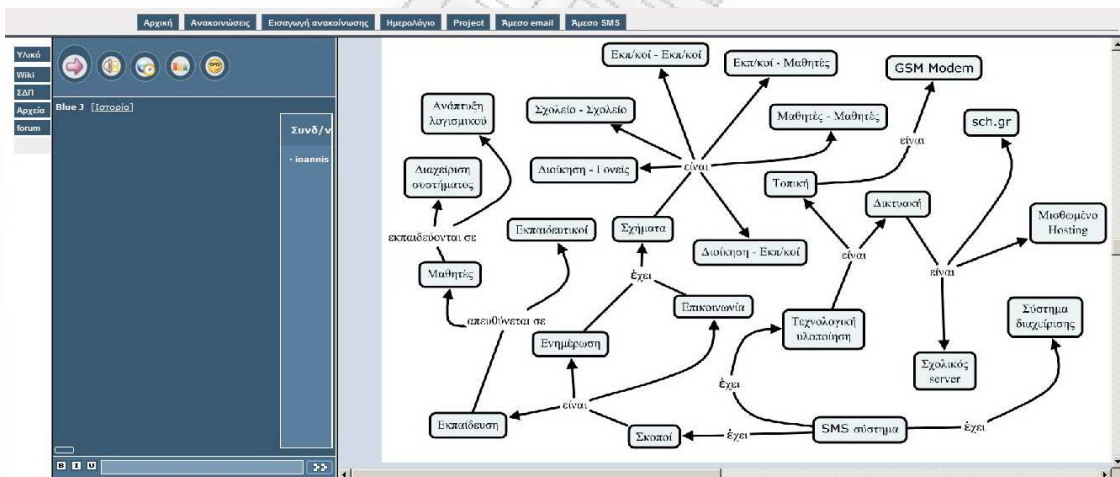 Αρχική
Ανακοινώσεις
Εισαγωγή ανακοίνωσης
Ημερολόγιο
Project
Άμεσο email
Άμεσο SMS
Υλικό
Wiki
ΣΔΠ
Αρχεία
forum
Blue J [Ιστορία]
Συνδ/ν
· ioannis
B I U
>>
Εκπ/κοί - Εκπ/κοί
Εκπ/κοί - Μαθητές
GSM Modem
Ανάπτυξη
λογισμικού
Σχολείο - Σχολείο
Μαθητές - Μαθητές
sch.gr
είναι
είναι
Διαχείριση
συστήματος
Διοίκηση - Γονείς
Τοπική
Δικτυακή
Μισθωμένο
Hosting
εκπαιδεύονται σε
Εκπαιδευτικοί
Σχήματα
Διοίκηση - Εκπ/κοί
είναι
είναι
Μαθητές
έχει
Επικοινωνία
απευθύνεται σε
Ενημέρωση
Τεχνολογική
υλοποίηση
Σύστημα
διαχείρισης
Σχολικός
server
έχει
είναι
Εκπαίδευση
Σκοποί
έχει
SMS σύστημα
έχει